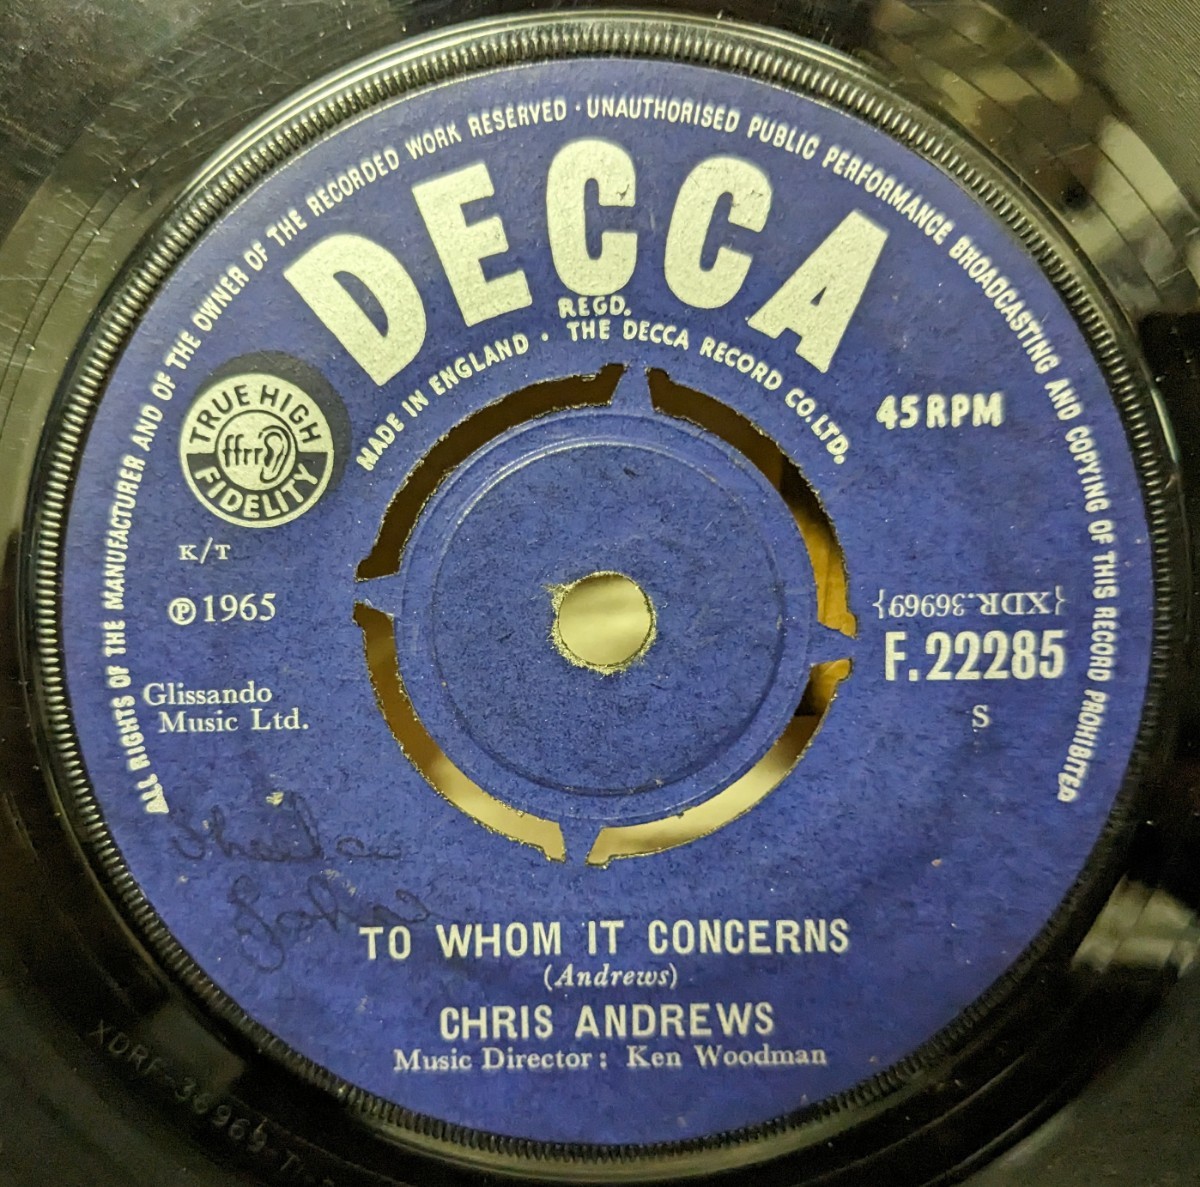 ALL RIGHTS OF THE MANUFACTURER AND OF THE OWNER OF THE RECORDED WORK RESERVED · UNAUTHORISED PUBLIC PERFORMANCE BROADCASTING AND COPYING OF THIS RECORD PROHIBITED
DECCA
REGD.
MADE IN ENGLAND · THE DECCA RECORD CO. LTD.
TRUE HIGH
ffrr
FIDELITY
45 RPM
K/T
℗ 1965
{XDR.36969}
F.22285
S
Glissando
Music Ltd.
Sheila
TO WHOM IT CONCERNS
(Andrews)
CHRIS ANDREWS
Music Director: Ken Woodman
XDRF-36969-T